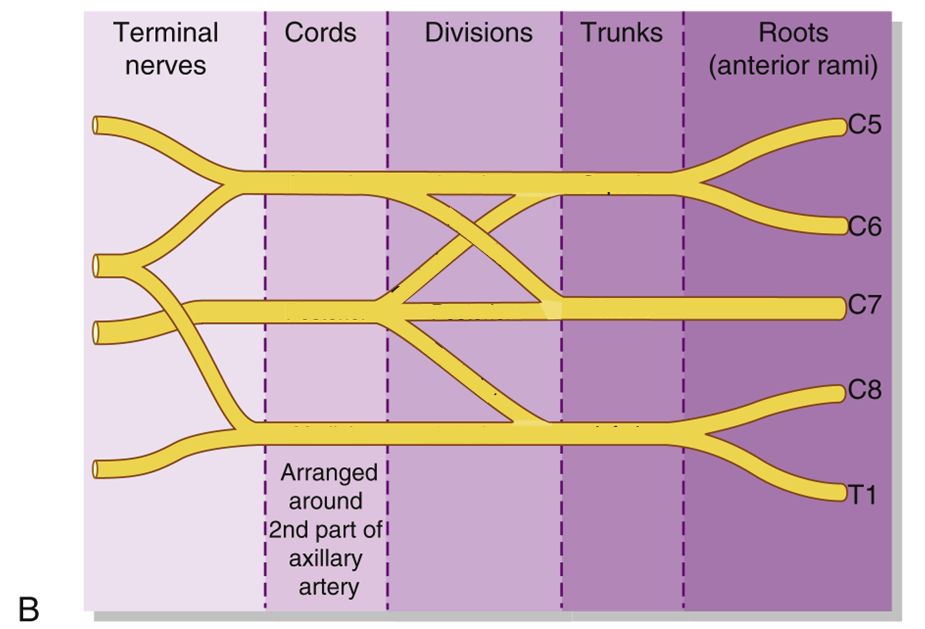 Terminal
nerves
Cords
Divisions
Trunks
Roots
(anterior rami)
C5
C6
C7
C8
T1
Arranged
around
2nd part of
axillary
artery
B